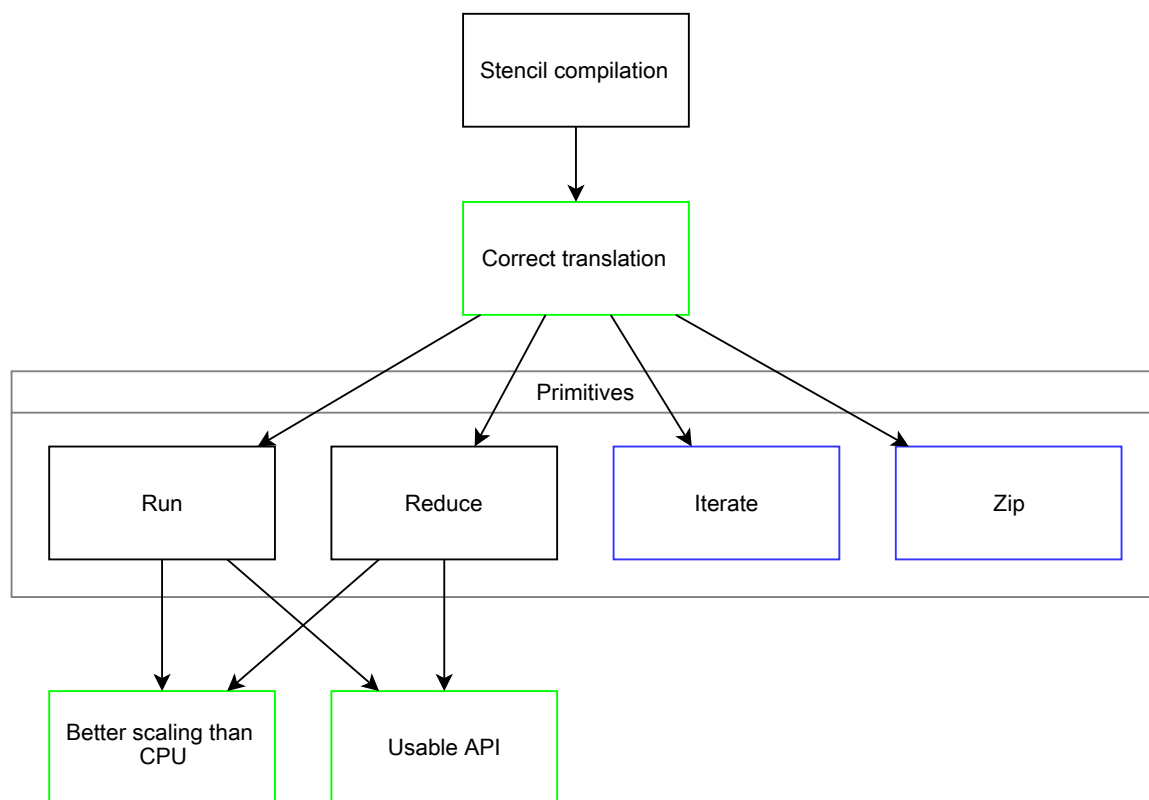 Stencil compilation
Correct translation
Primitives
Run
Reduce
Iterate
Zip
Better scaling than
CPU
Usable API